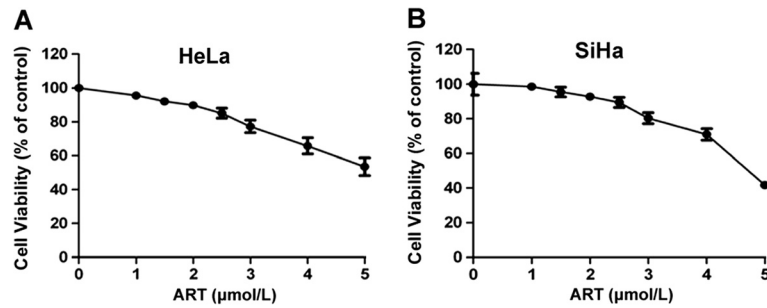 A
HeLa
Cell Viability (% of control)
120
100
80
60
40
20
0
0 1 2 3 4 5
ART (μmol/L)
B
SiHa
Cell Viability (% of control)
120
100
80
60
40
20
0
0 1 2 3 4 5
ART (μmol/L)